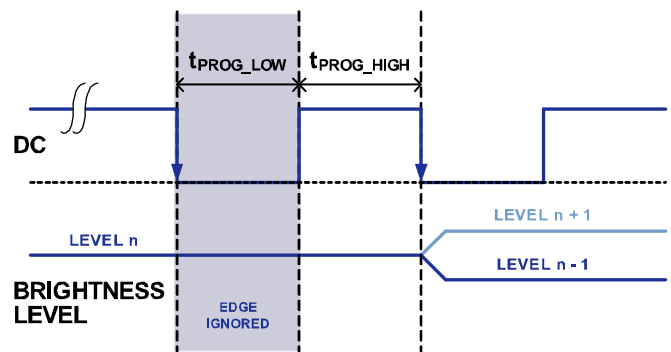 tPROG_LOW tPROG_HIGH
DC
LEVEL n + 1
LEVEL n
LEVEL n - 1
BRIGHTNESS
LEVEL
EDGE
IGNORED